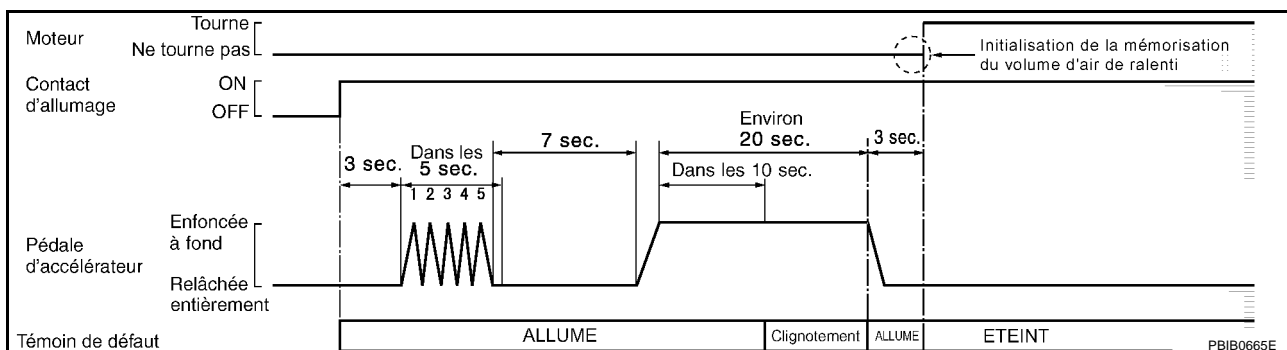 Moteur
Tourne
Ne tourne pas
Initialisation de la mémorisation
du volume d'air de ralenti
Contact
d'allumage
ON
OFF
3 sec.
Dans les
5 sec.
1 2 3 4 5
7 sec.
Environ
20 sec.
Dans les 10 sec.
3 sec.
Pédale
d'accélérateur
Enfoncée
à fond
Relâchée
entièrement
Témoin de défaut
ALLUME
Clignotement
ALLUME
ETEINT
PBIB0665E